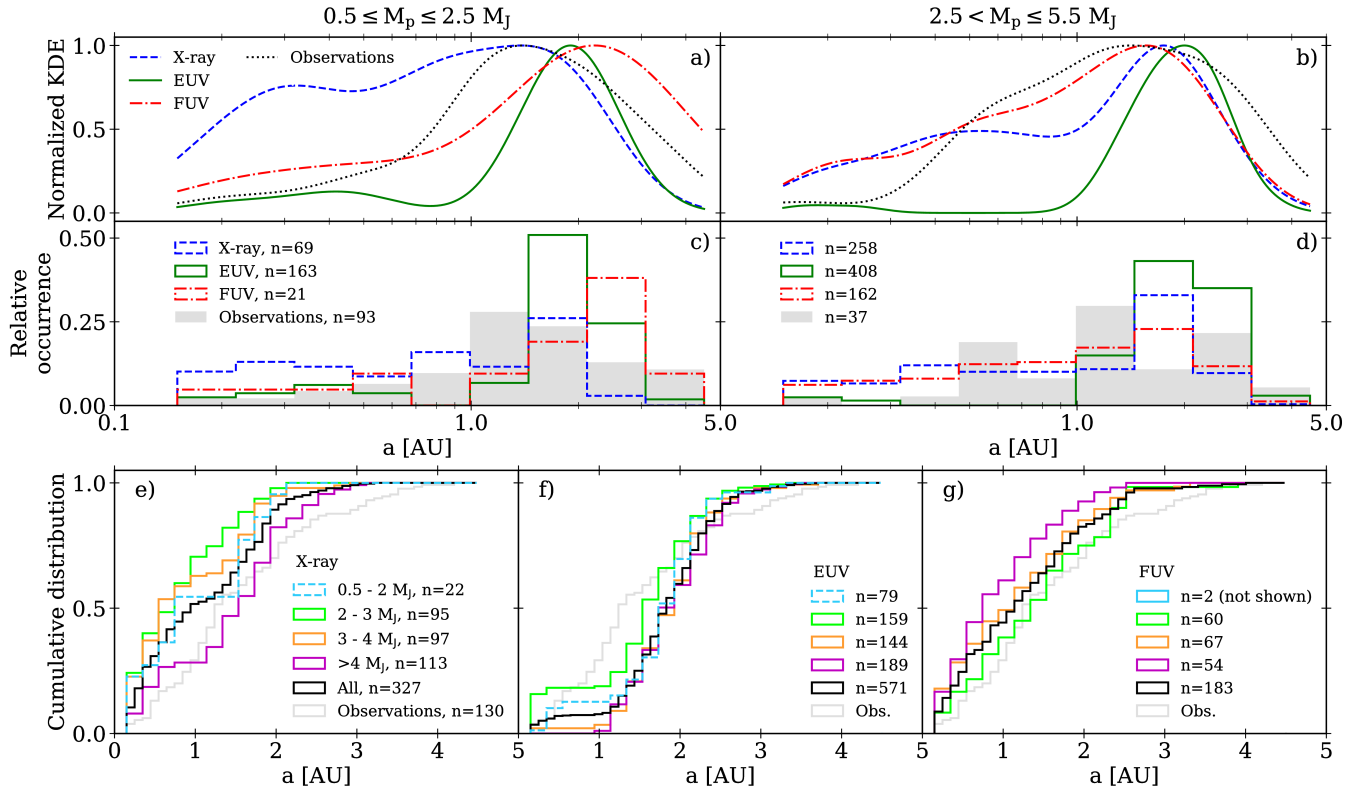 0.5 ≤ M_p ≤ 2.5 M_J
2.5 < M_p ≤ 5.5 M_J
Normalized KDE
1.0
0.5
0.0
X-ray
EUV
FUV
Observations
a)
b)
Relative
occurrence
0.50
0.25
0.00
X-ray, n=69
EUV, n=163
FUV, n=21
Observations, n=93
c)
n=258
n=408
n=162
n=37
d)
0.1 1.0 5.0 1.0 5.0
a [AU] a [AU]
Cumulative distribution
1.0
0.5
0.0
e)
X-ray
0.5 - 2 M_J, n=22
2 - 3 M_J, n=95
3 - 4 M_J, n=97
>4 M_J, n=113
All, n=327
Observations, n=130
f)
EUV
n=79
n=159
n=144
n=189
n=571
Obs.
g)
FUV
n=2 (not shown)
n=60
n=67
n=54
n=183
Obs.
0 1 2 3 4 5 1 2 3 4 5 1 2 3 4 5
a [AU] a [AU] a [AU]